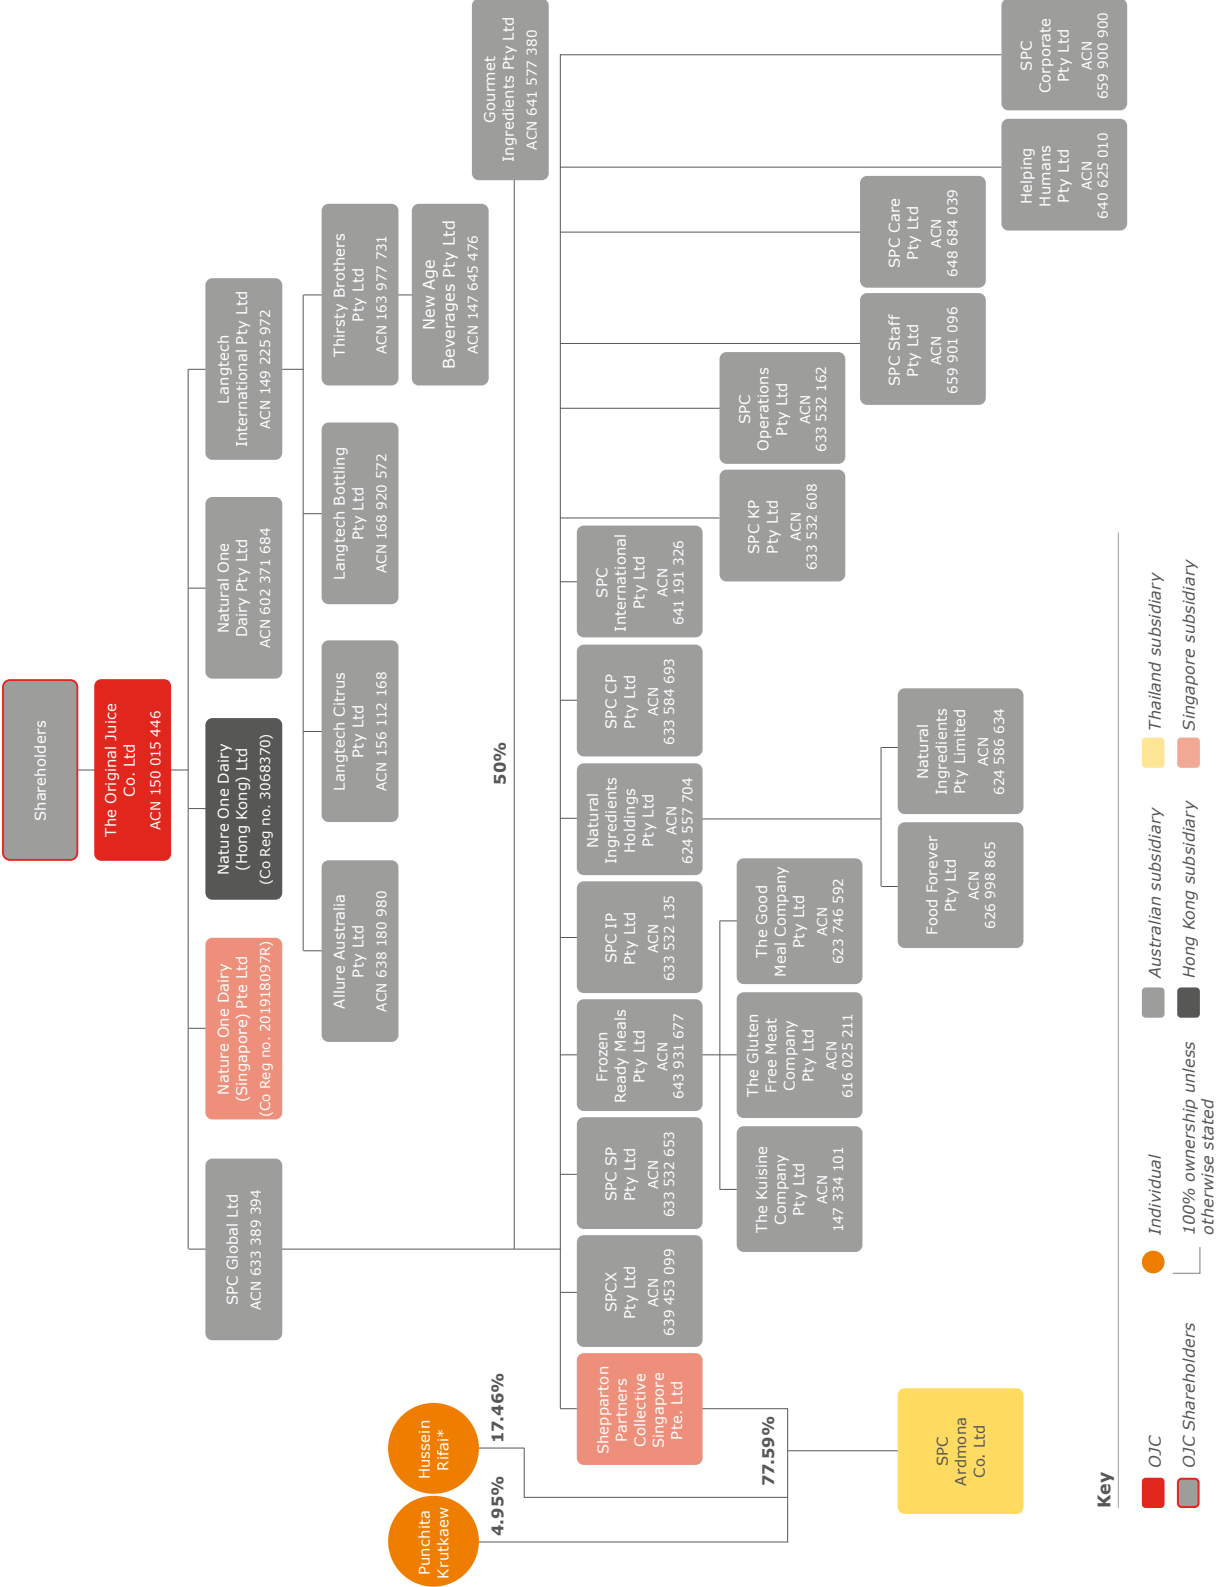 Shareholders
The Original Juice
Co. Ltd
ACN 150 015 446
SPC Global Ltd
ACN 633 389 394
Nature One Dairy
(Singapore) Pte Ltd
(Co Reg no. 201918097R)
Nature One Dairy
(Hong Kong) Ltd
(Co Reg no. 3068370)
Natural One
Dairy Pty Ltd
ACN 602 371 684
Langtech
International Pty Ltd
ACN 149 225 972
Allure Australia
Pty Ltd
ACN 638 180 980
Langtech Citrus
Pty Ltd
ACN 156 112 168
Langtech Bottling
Pty Ltd
ACN 168 920 572
Thirsty Brothers
Pty Ltd
ACN 163 977 731
New Age
Beverages Pty Ltd
ACN 147 645 476
Punchita
Krutkaew
4.95%
Hussein
Rifai*
17.46%
50%
Gourmet
Ingredients Pty Ltd
ACN 641 577 380
Shepparton
Partners
Collective
Singapore
Pte. Ltd
SPCX
Pty Ltd
ACN
639 453 099
SPC SP
Pty Ltd
ACN
633 532 653
Frozen
Ready Meals
Pty Ltd
ACN
643 931 677
SPC IP
Pty Ltd
ACN
633 532 135
Natural
Ingredients
Holdings
Pty Ltd
ACN
624 557 704
SPC CP
Pty Ltd
ACN
633 584 693
SPC
International
Pty Ltd
ACN
641 191 326
SPC KP
Pty Ltd
ACN
633 532 608
SPC
Operations
Pty Ltd
ACN
633 532 162
SPC Staff
Pty Ltd
ACN
659 901 096
SPC Care
Pty Ltd
ACN
648 684 039
Helping
Humans
Pty Ltd
ACN
640 625 010
SPC
Corporate
Pty Ltd
ACN
659 900 900
77.59%
The Kuisine
Company
Pty Ltd
ACN
147 334 101
The Gluten
Free Meat
Company
Pty Ltd
ACN
616 025 211
The Good
Meal Company
Pty Ltd
ACN
623 746 592
SPC
Ardmona
Co. Ltd
Food Forever
Pty Ltd
ACN
626 998 865
Natural
Ingredients
Pty Limited
ACN
624 586 634
Key
OJC
Individual
Australian subsidiary
Thailand subsidiary
OJC Shareholders
100% ownership unless
otherwise stated
Hong Kong subsidiary
Singapore subsidiary